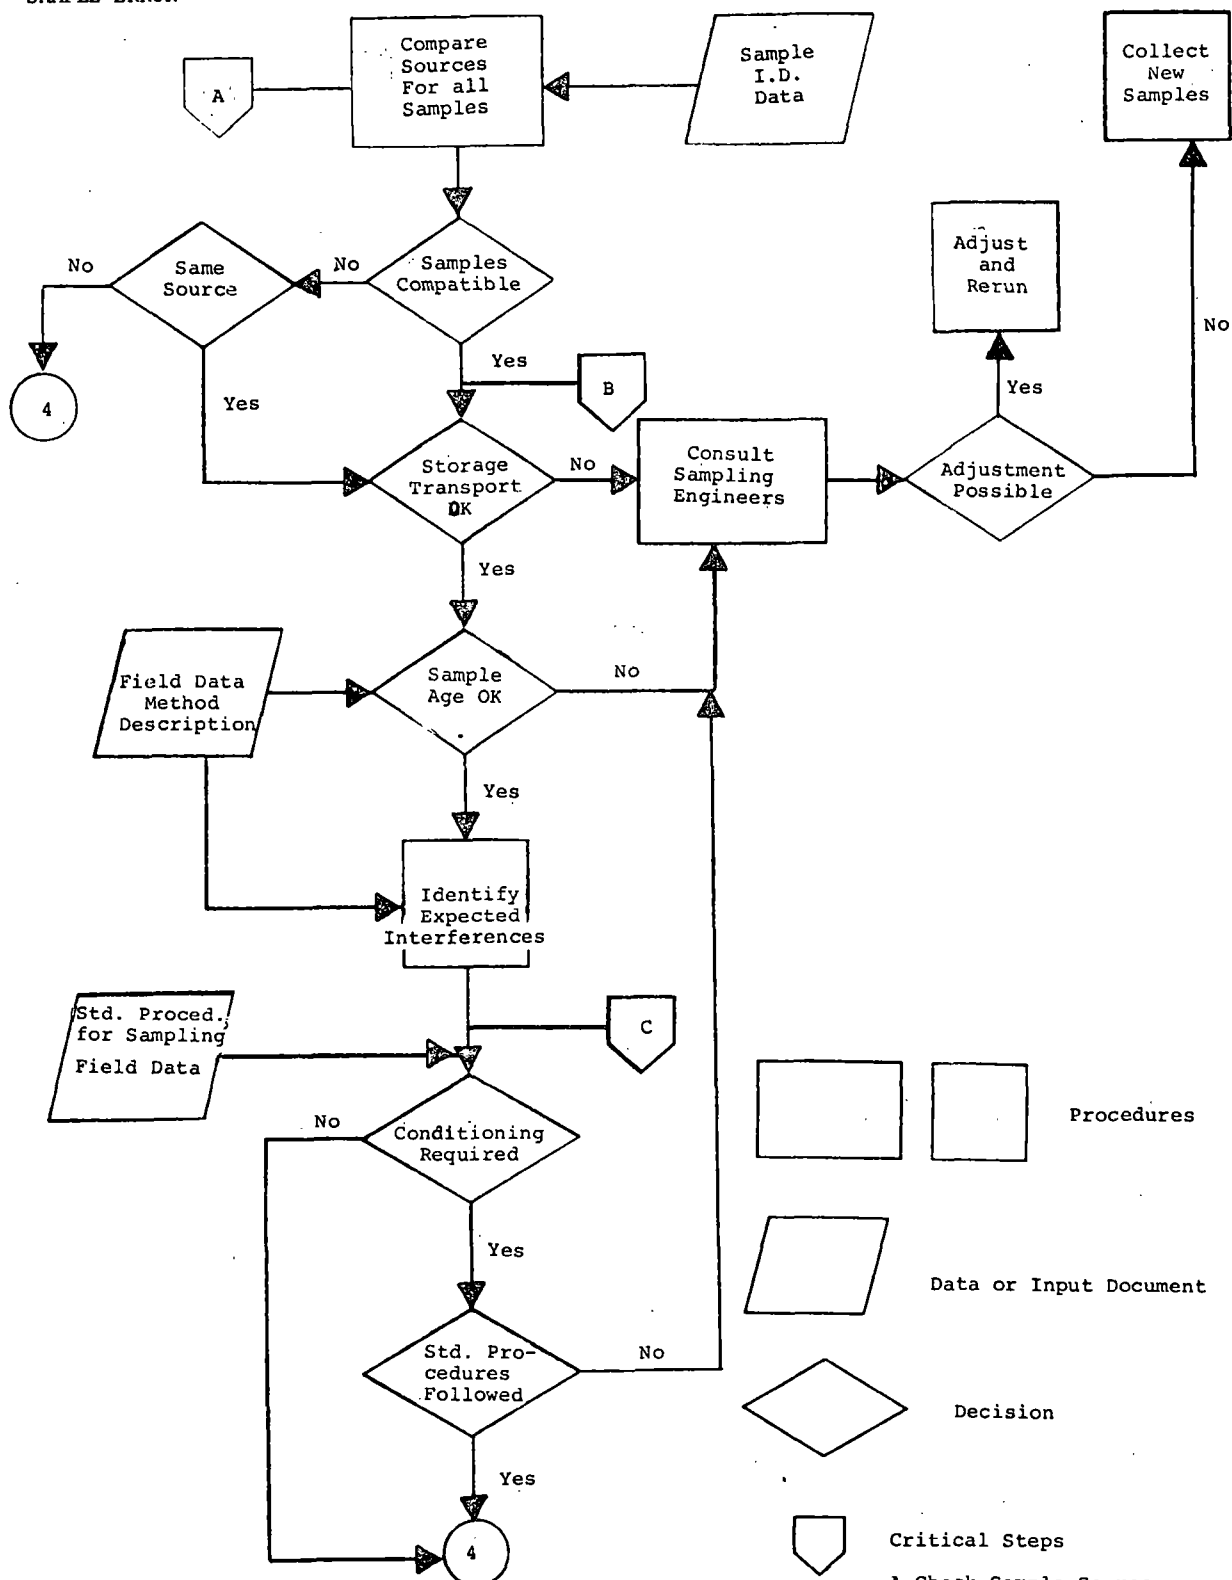 Compare
Sources
For all
Samples
A
Sample
I.D.
Data
Collect
New
Samples
Adjust
and
Rerun
No
Same
Source
No
Samples
Compatible
No
Yes
B
4
Yes
Yes
Storage
Transport
OK
No
Consult
Sampling
Engineers
Adjustment
Possible
Yes
Field Data
Method
Description
Sample
Age OK
No
Yes
Identify
Expected
Interferences
Std. Proced.
for Sampling
Field Data
C
No
Conditioning
Required
Procedures
Yes
Data or Input Document
Std. Pro-
cedures
Followed
No
Decision
Yes
4
Critical Steps